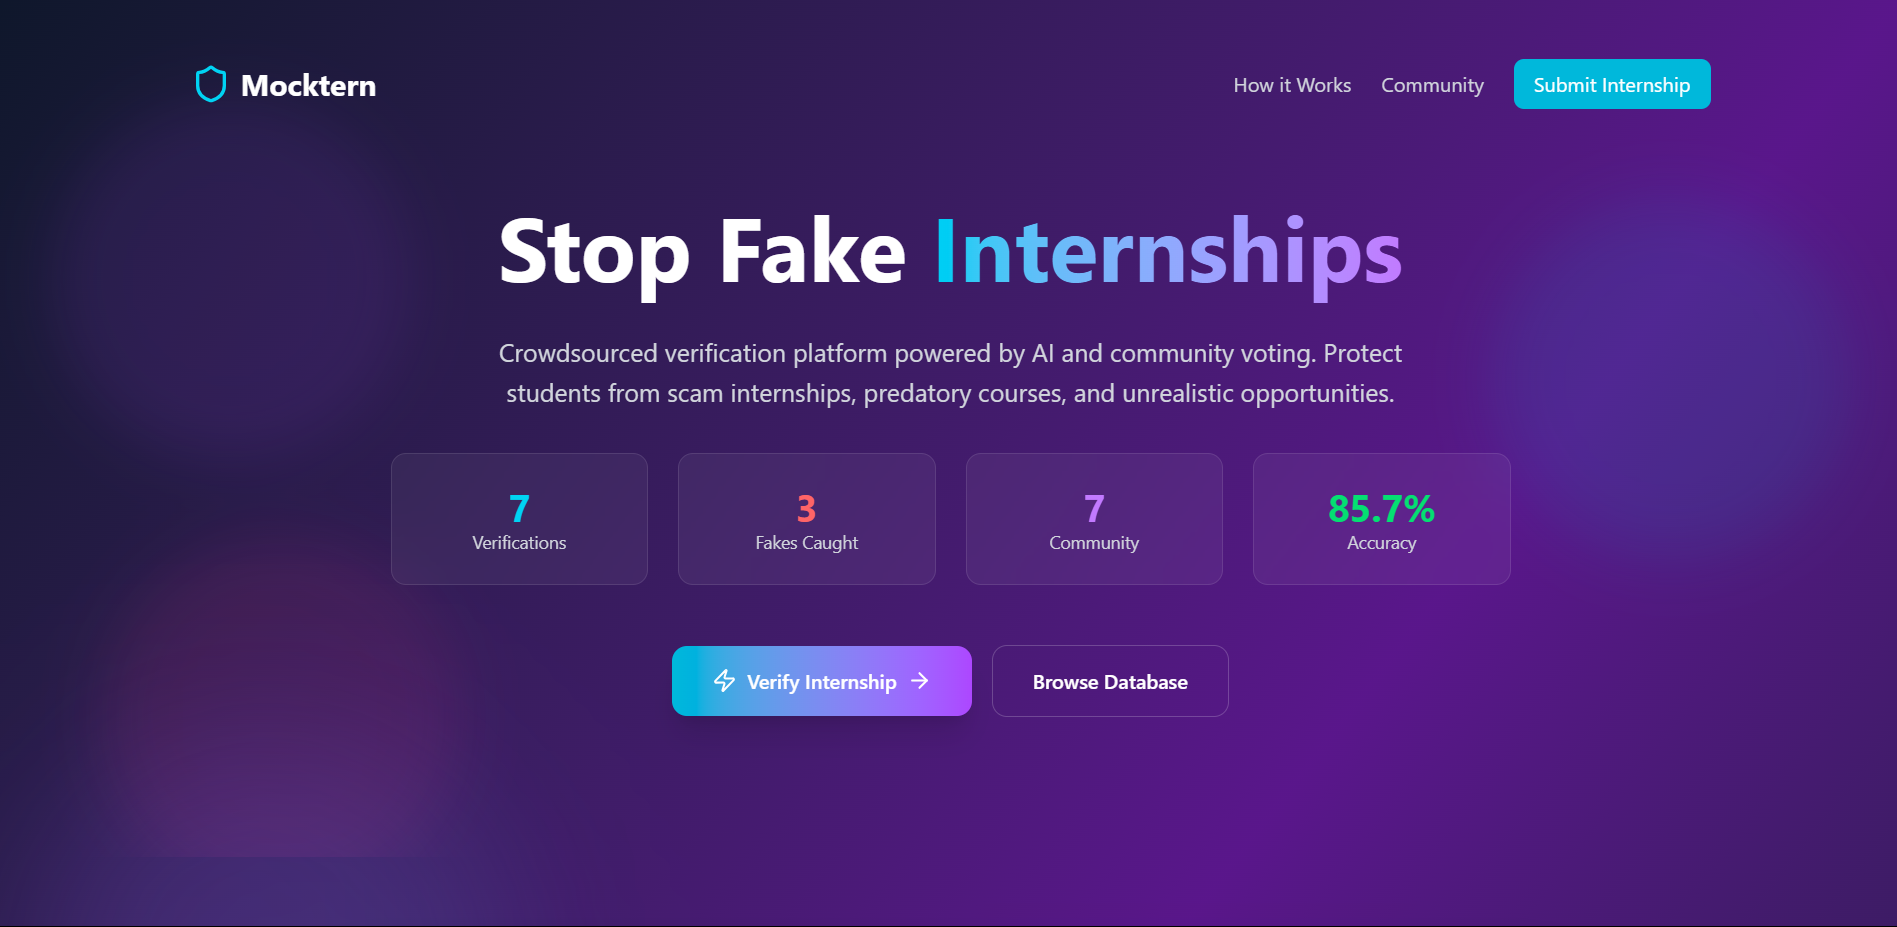 Mocktern
How it Works
Community
Submit Internship
Stop Fake Internships
Crowdsourced verification platform powered by AI and community voting. Protect
students from scam internships, predatory courses, and unrealistic opportunities.
7
Verifications
3
Fakes Caught
7
Community
85.7%
Accuracy
Verify Internship
Browse Database